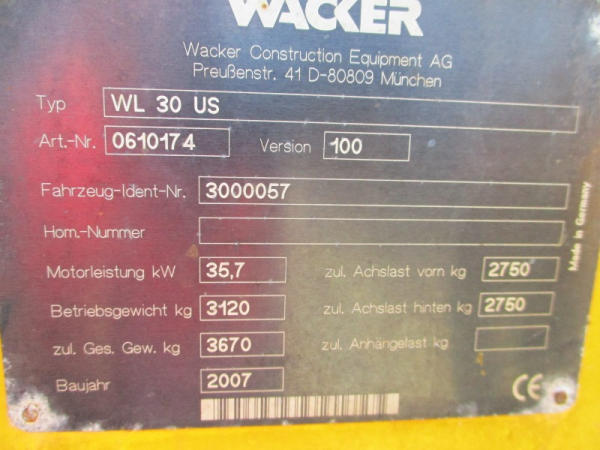 WACKER
Wacker Construction Equipment AG
Preußenstr. 41 D-80809 München
Typ WL 30 US
Art.-Nr. 0610174 Version 100
Fahrzeug-Ident-Nr. 3000057
Hom.-Nummer
Motorleistung kW 35,7 zul. Achslast vorn kg 2750
Betriebsgewicht kg 3120 zul. Achslast hinten kg 2750
zul. Ges. Gew. kg 3670 zul. Anhängelast kg
Baujahr 2007
CE
Made in Germany